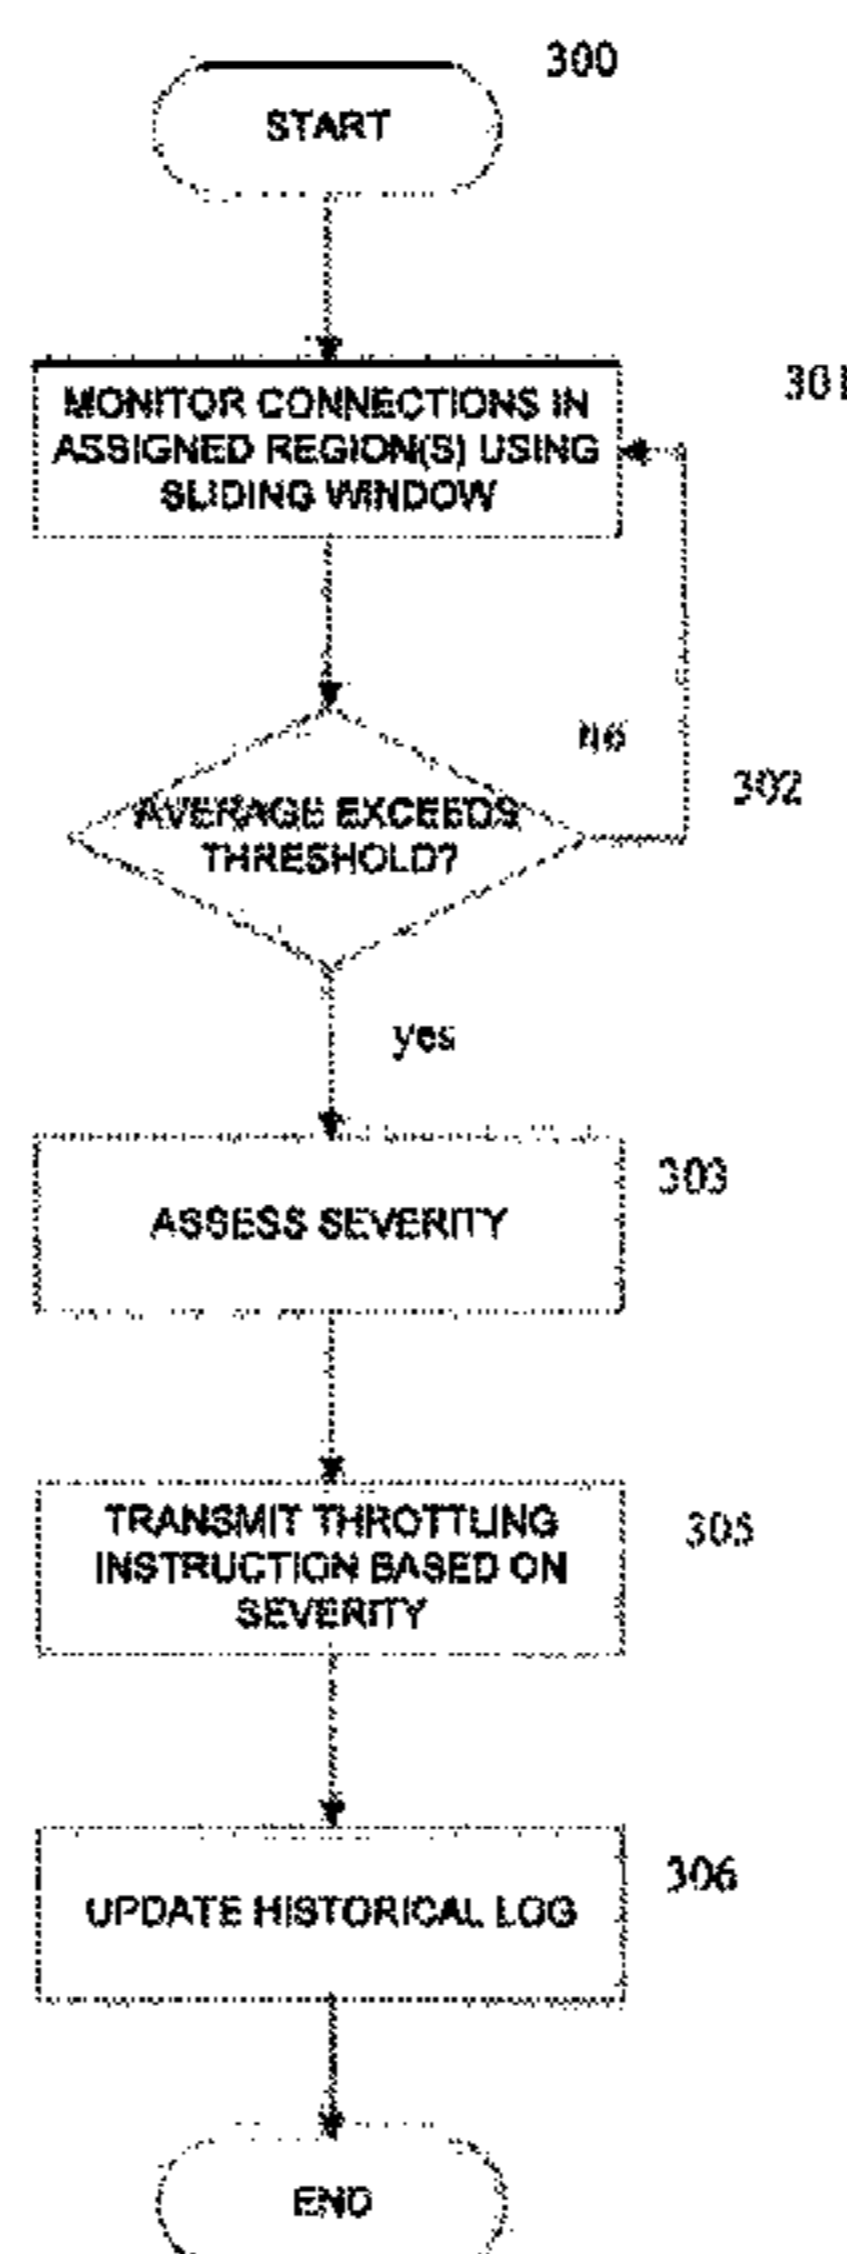 300
START
301
MONITOR CONNECTIONS IN
ASSIGNED REGION(S) USING
SLIDING WINDOW
no
302
AVERAGE EXCEEDS
THRESHOLD?
yes
303
ASSESS SEVERITY
305
TRANSMIT THROTTLING
INSTRUCTION BASED ON
SEVERITY
306
UPDATE HISTORICAL LOG
END